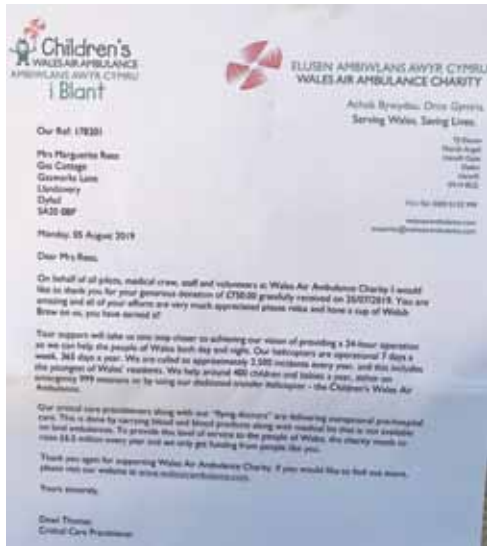 Children's
WALES AIR AMBULANCE
AMBIWLANS AWYR CYMRU
i Blant
ELUSEN AMBIWLANS AWYR CYMRU
WALES AIR AMBULANCE CHARITY
Achub Bywydau, Dros Gymru.
Serving Wales, Saving Lives.
Our Ref: 178201
Mrs Marguerite Rees
Gas Cottage
Gasworks Lane
Llandovery
Dyfed
SA20
Monday, 05 August 2019
Dear Mrs Rees,
On behalf of all pilots, medical crew, staff and volunteers at Wales Air Ambulance Charity I would
like to thank you for your generous donation of £750.00 gratefully received on 25/07/2019. You are
amazing and all of your efforts are very much appreciated please relax and have a cup of Welsh
Brew on us, you have earned it!
Your support will take us one step closer to achieving our vision of providing a 24-hour operation
so we can help the people of Wales both day and night. Our helicopters are operational 7 days a
week, 365 days a year. We are called to approximately 2,500 incidents every year, and this includes
the youngest of Wales' residents. We help around 400 children and babies a year, either on
emergency 999 missions or by using our dedicated transfer helicopter – the Children's Wales Air
Ambulance.
Our critical care practitioners along with our "flying doctors" are delivering exceptional pre-hospital
care. This is done by carrying blood and blood products along with medical kit that is not available
on land ambulances. To provide this level of service to the people of Wales, the charity needs to
raise £6.5 million every year and we only get funding from people like you.
Thank you again for supporting Wales Air Ambulance Charity. If you would like to find out more,
please visit our website at www.walesairambulance.com.
Yours sincerely,
Dewi Thomas
Critical Care Practitioner